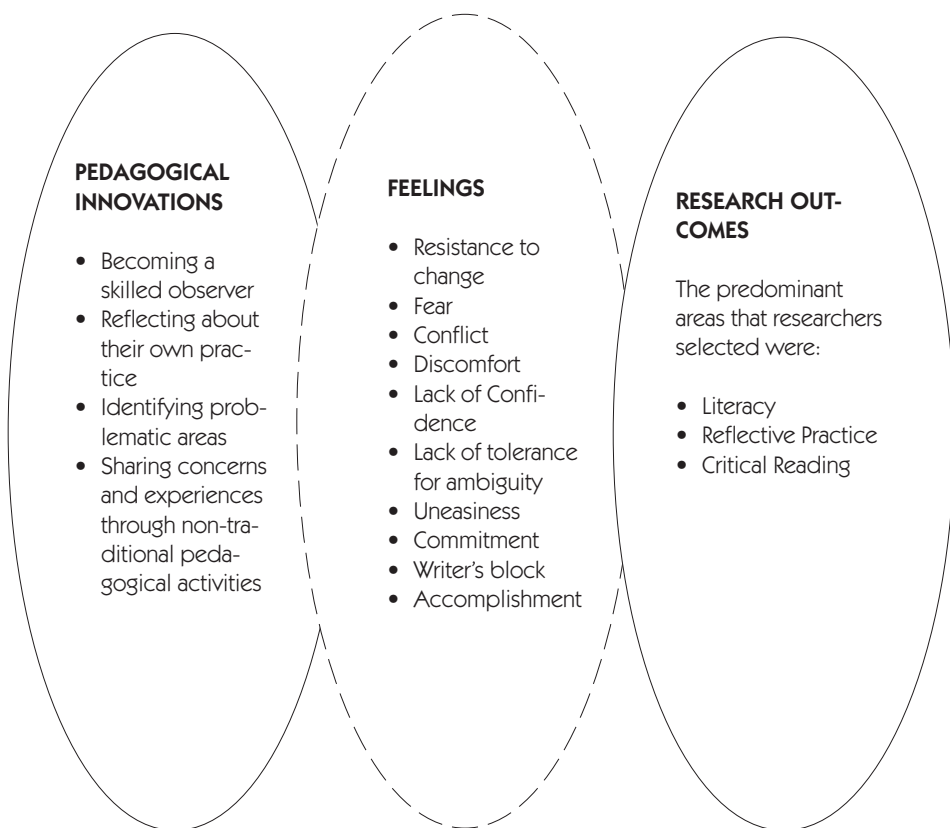 PEDAGOGICAL
INNOVATIONS
• Becoming a
skilled observer
• Reflecting about
their own prac-
tice
• Identifying prob-
lematic areas
• Sharing concerns
and experiences
through non-tra-
ditional peda-
gogical activities
FEELINGS
• Resistance to
change
• Fear
• Conflict
• Discomfort
• Lack of Confi-
dence
• Lack of tolerance
for ambiguity
• Uneasiness
• Commitment
• Writer's block
• Accomplishment
RESEARCH OUT-
COMES
The predominant
areas that researchers
selected were:
• Literacy
• Reflective Practice
• Critical Reading